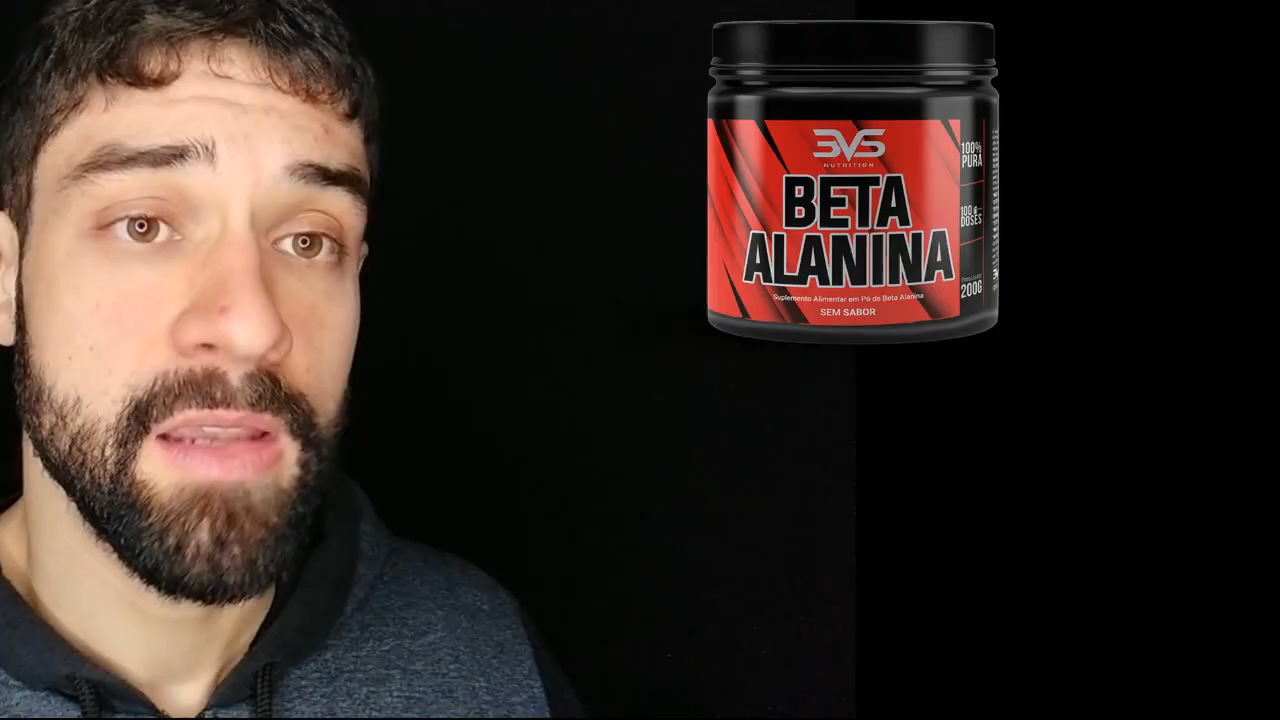 3VS
NUTRITION
BETA
ALANINA
Suplemento Alimentar em Pó de Beta Alanina
SEM SABOR
100%
PURA
100
DOSES
200G